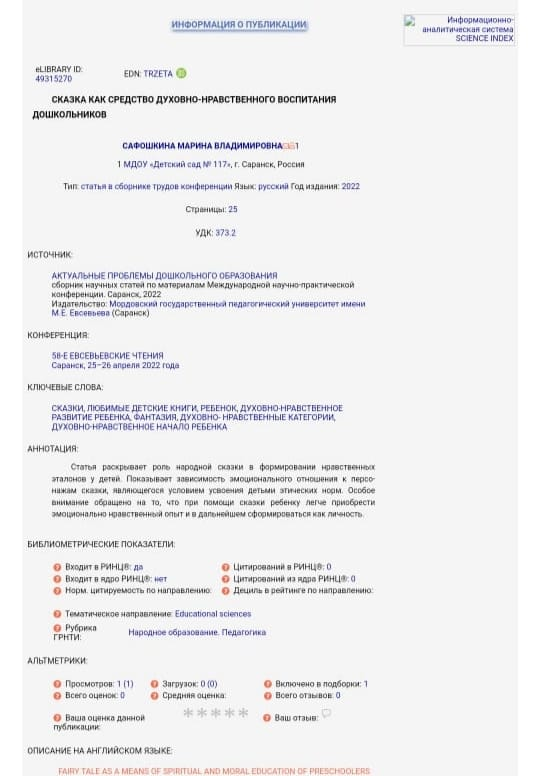 ИНФОРМАЦИЯ О ПУБЛИКАЦИИ
Информационно-
аналитическая система
SCIENCE INDEX
eLIBRARY ID:
49315270
EDN: TRZETA
СКАЗКА КАК СРЕДСТВО ДУХОВНО-НРАВСТВЕННОГО ВОСПИТАНИЯ
ДОШКОЛЬНИКОВ
САФОШКИНА МАРИНА ВЛАДИМИРОВНА 1
1 МДОУ «Детский сад № 117», г. Саранск, Россия
Тип: статья в сборнике трудов конференции Язык: русский Год издания: 2022
Страницы: 25
УДК: 373.2
ИСТОЧНИК:
АКТУАЛЬНЫЕ ПРОБЛЕМЫ ДОШКОЛЬНОГО ОБРАЗОВАНИЯ
сборник научных статей по материалам Международной научно-практической
конференции. Саранск, 2022
Издательство: Мордовский государственный педагогический университет имени
М.Е. Евсевьева (Саранск)
КОНФЕРЕНЦИЯ:
58-Е ЕВСЕВЬЕВСКИЕ ЧТЕНИЯ
Саранск, 25–26 апреля 2022 года
КЛЮЧЕВЫЕ СЛОВА:
СКАЗКИ, ЛЮБИМЫЕ ДЕТСКИЕ КНИГИ, РЕБЕНОК, ДУХОВНО-НРАВСТВЕННОЕ
РАЗВИТИЕ РЕБЕНКА, ФАНТАЗИЯ, ДУХОВНО- НРАВСТВЕННЫЕ КАТЕГОРИИ,
ДУХОВНО-НРАВСТВЕННОЕ НАЧАЛО РЕБЕНКА
АННОТАЦИЯ:
Статья раскрывает роль народной сказки в формировании нравственных
эталонов у детей. Показывает зависимость эмоционального отношения к персо-
нажам сказки, являющегося условием усвоения детьми этических норм. Особое
внимание обращено на то, что при помощи сказки ребенку легче приобрести
эмоционально нравственный опыт и в дальнейшем сформироваться как личность.
БИБЛИОМЕТРИЧЕСКИЕ ПОКАЗАТЕЛИ:
Входит в РИНЦ®: да Цитирований в РИНЦ®: 0
Входит в ядро РИНЦ®: нет Цитирований из ядра РИНЦ®: 0
Норм. цитируемость по направлению: Дециль в рейтинге по направлению:
Тематическое направление: Educational sciences
Рубрика
ГРНТИ: Народное образование. Педагогика
АЛЬТМЕТРИКИ:
Просмотров: 1 (1) Загрузок: 0 (0) Включено в подборки: 1
Всего оценок: 0 Средняя оценка: Всего отзывов: 0
Ваша оценка данной
публикации: Ваш отзыв:
ОПИСАНИЕ НА АНГЛИЙСКОМ ЯЗЫКЕ:
FAIRY TALE AS A MEANS OF SPIRITUAL AND MORAL EDUCATION OF PRESCHOOLERS